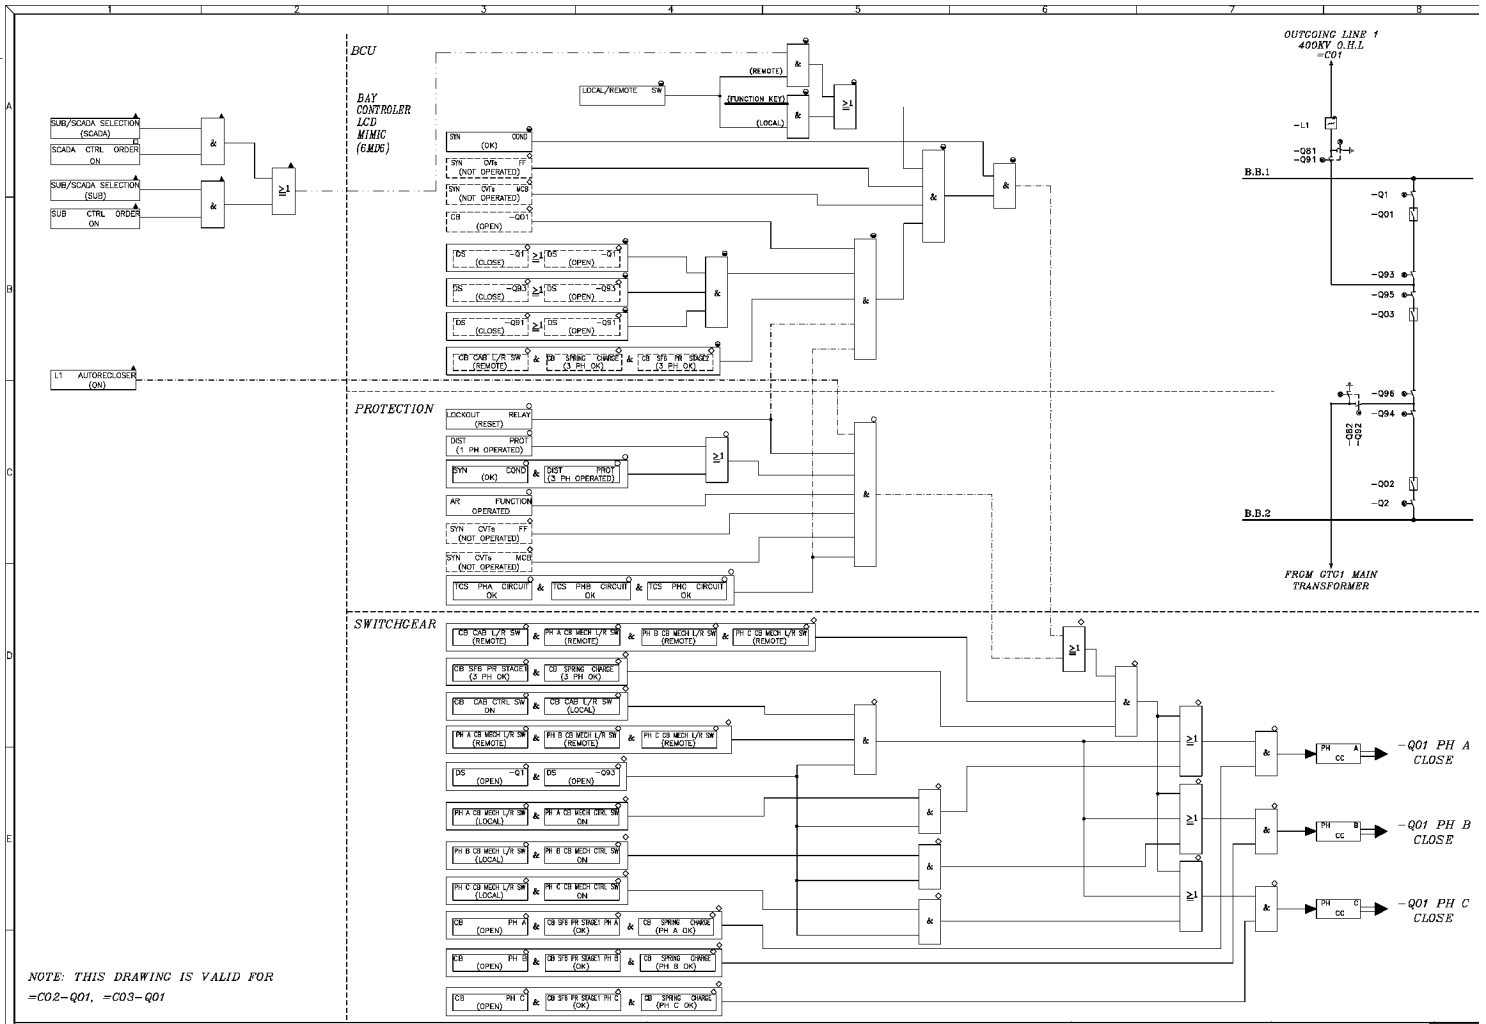 1 2 3 4 5 6 7 8
OUTGOING LINE 1
400KV O.H.L
=C01
BCU
BAY
CONTROLER
LCD
MIMIC
(6MD6)
A
LOCAL/REMOTE SW
(REMOTE)
(FUNCTION KEY)
(LOCAL)
&
&
≥1
SUB/SCADA SELECTION
(SCADA)
SCADA CTRL ORDER
ON
&
SUB/SCADA SELECTION
(SUB)
SUB CTRL ORDER
ON
&
≥1
SYN COND
(OK)
SYN CVTs FF
(NOT OPERATED)
SYN CVTs MCB
(NOT OPERATED)
CB -Q01
(OPEN)
&
&
-L1
-Q81
-Q91
B.B.1
-Q1
-Q01
B
DS -Q1
(CLOSE)
≥1
DS -Q1
(OPEN)
DS -Q93
(CLOSE)
≥1
DS -Q93
(OPEN)
DS -Q91
(CLOSE)
≥1
DS -Q91
(OPEN)
&
&
CB CAB L/R SW
(REMOTE)
&
CB SPRING CHARGE
(3 PH OK)
&
CB SF6 PR STAGE2
(3 PH OK)
-Q93
-Q95
-Q03
L1 AUTORECLOSER
(ON)
PROTECTION
-Q96
-Q94
-Q82
-Q92
C
LOCKOUT RELAY
(RESET)
DIST PROT
(1 PH OPERATED)
SYN COND
(OK)
&
DIST PROT
(3 PH OPERATED)
≥1
AR FUNCTION
OPERATED
SYN CVTs FF
(NOT OPERATED)
SYN CVTs MCB
(NOT OPERATED)
&
TCS PHA CIRCUIT
OK
&
TCS PHB CIRCUIT
OK
&
TCS PHC CIRCUIT
OK
-Q02
-Q2
B.B.2
FROM GTG1 MAIN
TRANSFORMER
SWITCHGEAR
D
CB CAB L/R SW
(REMOTE)
&
PH A CB MECH L/R SW
(REMOTE)
&
PH B CB MECH L/R SW
(REMOTE)
&
PH C CB MECH L/R SW
(REMOTE)
≥1
CB SF6 PR STAGE1
(3 PH OK)
&
CB SPRING CHARGE
(3 PH OK)
&
CB CAB CTRL SW
ON
&
CB CAB L/R SW
(LOCAL)
PH A CB MECH L/R SW
(REMOTE)
&
PH B CB MECH L/R SW
(REMOTE)
&
PH C CB MECH L/R SW
(REMOTE)
&
≥1
&
PH A
CC
-Q01 PH A
CLOSE
DS -Q1
(OPEN)
&
DS -Q93
(OPEN)
E
PH A CB MECH L/R SW
(LOCAL)
&
PH A CB MECH CTRL SW
ON
&
≥1
&
PH B
CC
-Q01 PH B
CLOSE
PH B CB MECH L/R SW
(LOCAL)
&
PH B CB MECH CTRL SW
ON
&
PH C CB MECH L/R SW
(LOCAL)
&
PH C CB MECH CTRL SW
ON
&
≥1
&
PH C
CC
-Q01 PH C
CLOSE
CB PH A
(OPEN)
&
CB SF6 PR STAGE1 PH A
(OK)
&
CB SPRING CHARGE
(PH A OK)
CB PH B
(OPEN)
&
CB SF6 PR STAGE1 PH B
(OK)
&
CB SPRING CHARGE
(PH B OK)
CB PH C
(OPEN)
&
CB SF6 PR STAGE1 PH C
(OK)
&
CB SPRING CHARGE
(PH C OK)
NOTE: THIS DRAWING IS VALID FOR
=C02-Q01, =C03-Q01